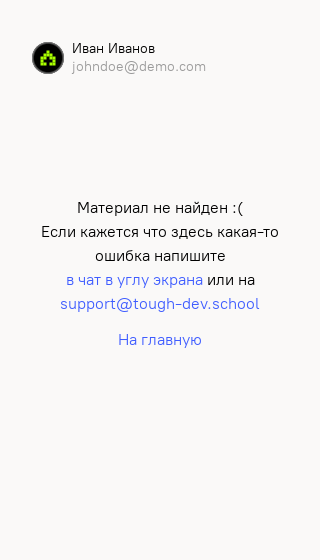 Иван Иванов
johndoe@demo.com
Материал не найден :(
Если кажется что здесь какая-то
ошибка напишите
в чат в углу экрана или на
support@tough-dev.school
На главную